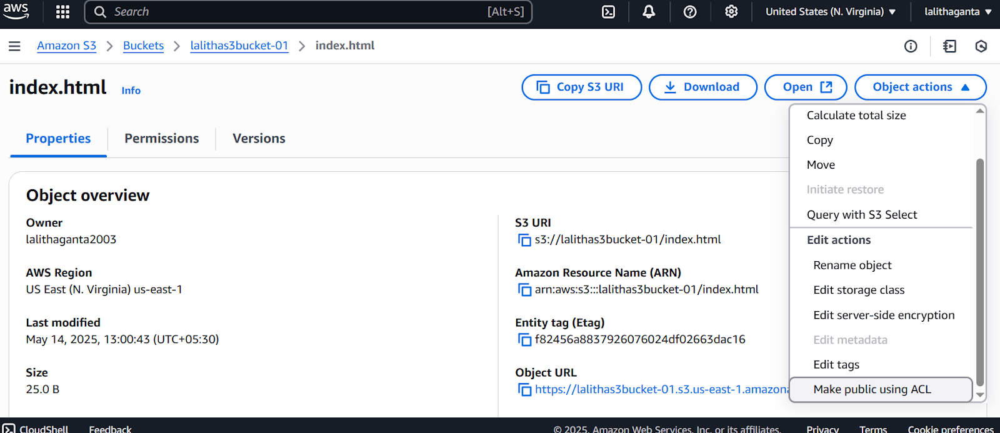 aws
Search [Alt+S]
United States (N. Virginia)
lalithaganta
Amazon S3 > Buckets > lalithas3bucket-01 > index.html
index.html Info
Copy S3 URI
Download
Open
Object actions
Properties
Permissions
Versions
Calculate total size
Copy
Move
Initiate restore
Query with S3 Select
Edit actions
Rename object
Edit storage class
Edit server-side encryption
Edit metadata
Edit tags
Make public using ACL
Object overview
Owner
lalithaganta2003
AWS Region
US East (N. Virginia) us-east-1
Last modified
May 14, 2025, 13:00:43 (UTC+05:30)
Size
25.0 B
S3 URI
s3://lalithas3bucket-01/index.html
Amazon Resource Name (ARN)
arn:aws:s3:::lalithas3bucket-01/index.html
Entity tag (Etag)
f82456a8837926076024df02663dac16
Object URL
https://lalithas3bucket-01.s3.us-east-1.amazona
CloudShell
Feedback
© 2025, Amazon Web Services, Inc. or its affiliates.
Privacy
Terms
Cookie preferences